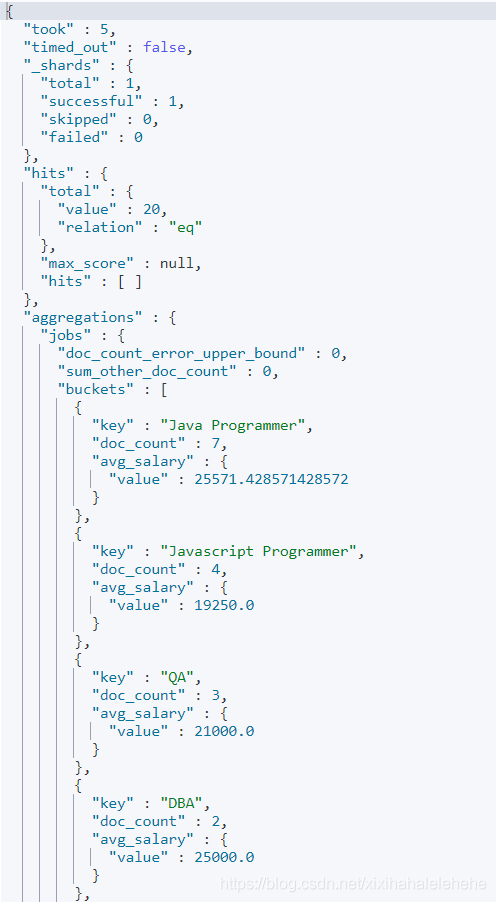 {
  "took" : 5,
  "timed_out" : false,
  "_shards" : {
    "total" : 1,
    "successful" : 1,
    "skipped" : 0,
    "failed" : 0
  },
  "hits" : {
    "total" : {
      "value" : 20,
      "relation" : "eq"
    },
    "max_score" : null,
    "hits" : [ ]
  },
  "aggregations" : {
    "jobs" : {
      "doc_count_error_upper_bound" : 0,
      "sum_other_doc_count" : 0,
      "buckets" : [
        {
          "key" : "Java Programmer",
          "doc_count" : 7,
          "avg_salary" : {
            "value" : 25571.428571428572
          }
        },
        {
          "key" : "Javascript Programmer",
          "doc_count" : 4,
          "avg_salary" : {
            "value" : 19250.0
          }
        },
        {
          "key" : "QA",
          "doc_count" : 3,
          "avg_salary" : {
            "value" : 21000.0
          }
        },
        {
          "key" : "DBA",
          "doc_count" : 2,
          "avg_salary" : {
            "value" : 25000.0
          }
        },
https://blog.csdn.net/xixihahalelehehe